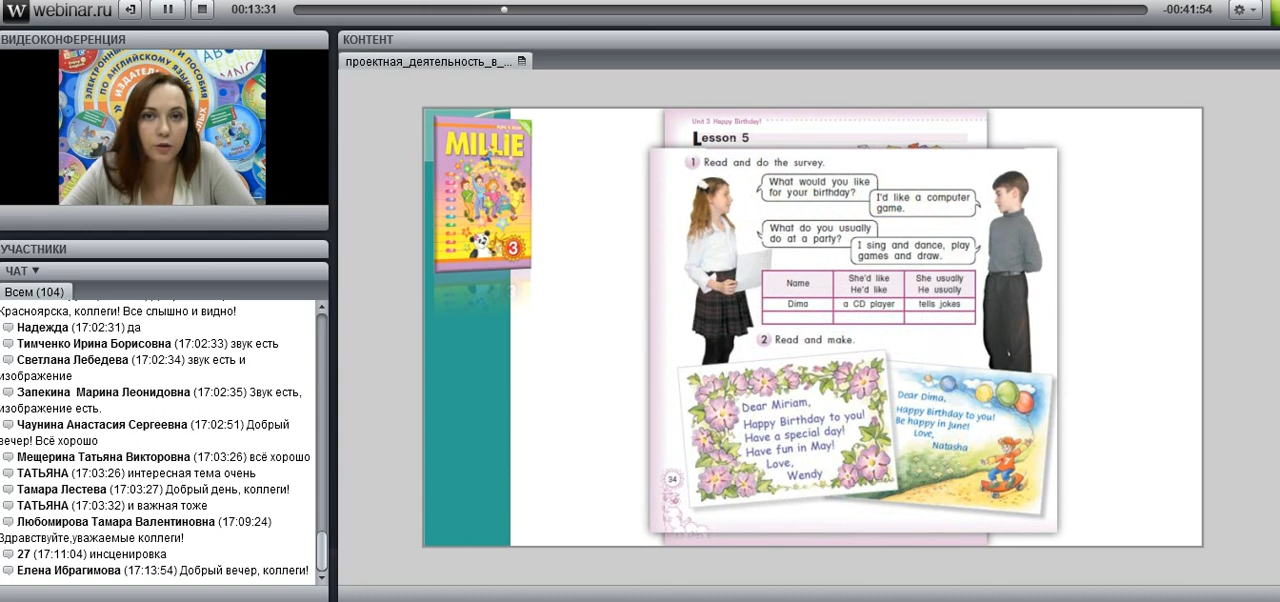 W webinar.ru
00:13:31
-00:41:54
ВИДЕОКОНФЕРЕНЦИЯ
ЭЛЕКТРОННЫЕ
ПОСОБИЯ
ПО АНГЛИЙСКОМУ ЯЗЫКУ
УЧАСТНИКИ
ЧАТ
Всем (104)
Красноярска, коллеги! Все слышно и видно!
Надежда (17:02:31) да
Тимченко Ирина Борисовна (17:02:33) звук есть
Светлана Лебедева (17:02:34) звук есть и
изображение
Запекина Марина Леонидовна (17:02:35) Звук есть,
изображение есть.
Чаунина Анастасия Сергеевна (17:02:51) Добрый
вечер! Всё хорошо
Мещерина Татьяна Викторовна (17:03:26) всё хорошо
ТАТЬЯНА (17:03:26) интересная тема очень
Тамара Лестева (17:03:27) Добрый день, коллеги!
ТАТЬЯНА (17:03:32) и важная тоже
Любомирова Тамара Валентиновна (17:09:24)
Здравствуйте,уважаемые коллеги!
27 (17:11:04) инсценировка
Елена Ибрагимова (17:13:54) Добрый вечер, коллеги!
КОНТЕНТ
проектная_деятельность_в_...
MILLIE
3
Unit 3 Happy Birthday!
Lesson 5
1 Read and do the survey.
What would you like
for your birthday?
I'd like a computer
game.
What do you usually
do at a party?
I sing and dance, play
games and draw.
Name She'd like He'd like She usually He usually
Dima a CD player tells jokes
2 Read and make.
Dear Miriam,
Happy Birthday to you!
Have a special day!
Have fun in May!
Love,
Wendy
Dear Dima,
Happy Birthday to you!
Be happy in June!
Love,
Natasha
34